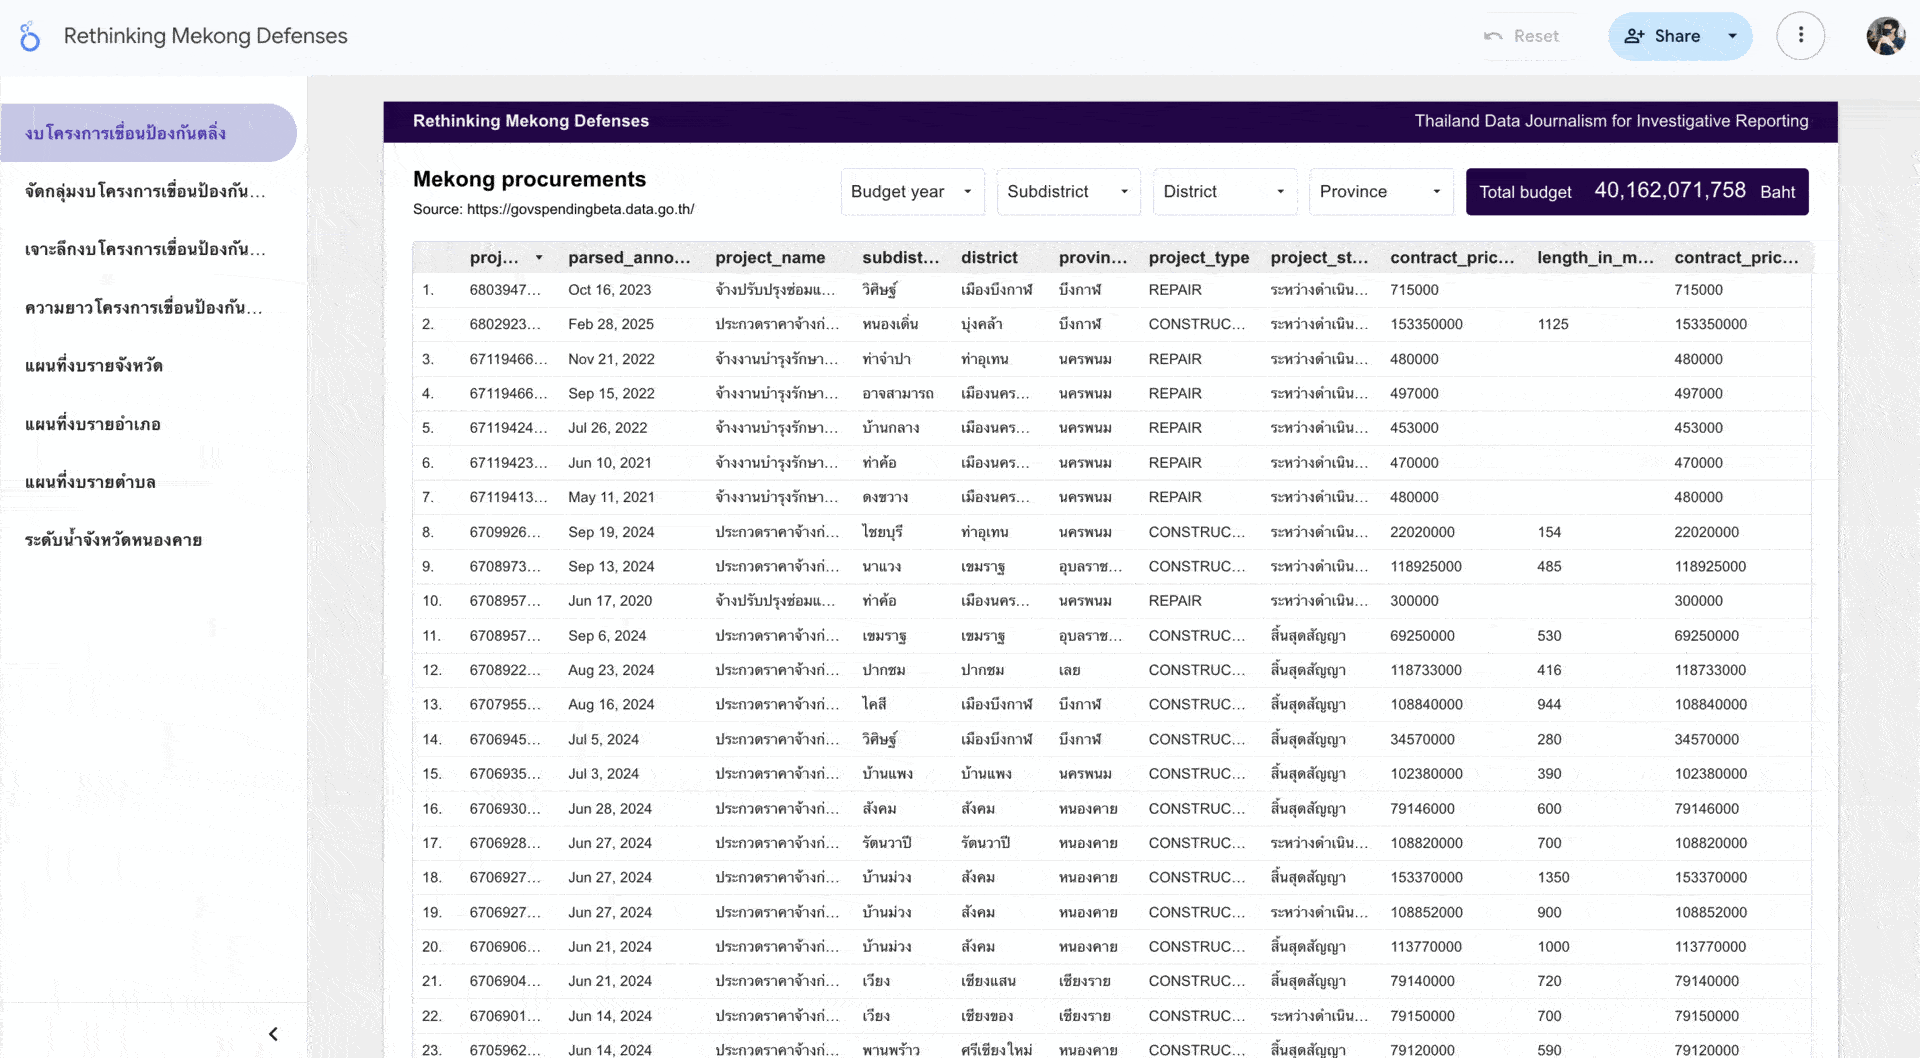 Rethinking Mekong Defenses
Reset
Share
งบโครงการเขื่อนป้องกันตลิ่ง
จัดกลุ่มงบโครงการเขื่อนป้องกัน...
เจาะลึกงบโครงการเขื่อนป้องกัน...
ความยาวโครงการเขื่อนป้องกัน...
แผนที่งบรายจังหวัด
แผนที่งบรายอำเภอ
แผนที่งบรายตำบล
ระดับน้ำจังหวัดหนองคาย
Rethinking Mekong Defenses Thailand Data Journalism for Investigative Reporting
Mekong procurements
Source: https://govspendingbeta.data.go.th/
Budget year Subdistrict District Province Total budget 40,162,071,758 Baht
proj... parsed_anno... project_name subdist... district provin... project_type project_st... contract_pric... length_in_m... contract_pric...
1. 6803947... Oct 16, 2023 จ้างปรับปรุงซ่อมแ... วิศิษฐ์ เมืองบึงกาฬ บึงกาฬ REPAIR ระหว่างดำเนิน... 715000 715000
2. 6802923... Feb 28, 2025 ประกวดราคาจ้างก่... หนองเดิ่น บุ่งคล้า บึงกาฬ CONSTRUC... ระหว่างดำเนิน... 153350000 1125 153350000
3. 67119466... Nov 21, 2022 จ้างงานบำรุงรักษา... ท่าจำปา ท่าอุเทน นครพนม REPAIR ระหว่างดำเนิน... 480000 480000
4. 67119466... Sep 15, 2022 จ้างงานบำรุงรักษา... อาจสามารถ เมืองนคร... นครพนม REPAIR ระหว่างดำเนิน... 497000 497000
5. 67119424... Jul 26, 2022 จ้างงานบำรุงรักษา... บ้านกลาง เมืองนคร... นครพนม REPAIR ระหว่างดำเนิน... 453000 453000
6. 67119423... Jun 10, 2021 จ้างงานบำรุงรักษา... ท่าค้อ เมืองนคร... นครพนม REPAIR ระหว่างดำเนิน... 470000 470000
7. 67119413... May 11, 2021 จ้างงานบำรุงรักษา... ดงขวาง เมืองนคร... นครพนม REPAIR ระหว่างดำเนิน... 480000 480000
8. 6709926... Sep 19, 2024 ประกวดราคาจ้างก่... ไชยบุรี ท่าอุเทน นครพนม CONSTRUC... ระหว่างดำเนิน... 22020000 154 22020000
9. 6708973... Sep 13, 2024 ประกวดราคาจ้างก่... นาแวง เขมราฐ อุบลราช... CONSTRUC... ระหว่างดำเนิน... 118925000 485 118925000
10. 6708957... Jun 17, 2020 จ้างปรับปรุงซ่อมแ... ท่าค้อ เมืองนคร... นครพนม REPAIR ระหว่างดำเนิน... 300000 300000
11. 6708957... Sep 6, 2024 ประกวดราคาจ้างก่... เขมราฐ เขมราฐ อุบลราช... CONSTRUC... สิ้นสุดสัญญา 69250000 530 69250000
12. 6708922... Aug 23, 2024 ประกวดราคาจ้างก่... ปากชม ปากชม เลย CONSTRUC... สิ้นสุดสัญญา 118733000 416 118733000
13. 6707955... Aug 16, 2024 ประกวดราคาจ้างก่... ไคสี เมืองบึงกาฬ บึงกาฬ CONSTRUC... สิ้นสุดสัญญา 108840000 944 108840000
14. 6706945... Jul 5, 2024 ประกวดราคาจ้างก่... วิศิษฐ์ เมืองบึงกาฬ บึงกาฬ CONSTRUC... สิ้นสุดสัญญา 34570000 280 34570000
15. 6706935... Jul 3, 2024 ประกวดราคาจ้างก่... บ้านแพง บ้านแพง นครพนม CONSTRUC... สิ้นสุดสัญญา 102380000 390 102380000
16. 6706930... Jun 28, 2024 ประกวดราคาจ้างก่... สังคม สังคม หนองคาย CONSTRUC... สิ้นสุดสัญญา 79146000 600 79146000
17. 6706928... Jun 27, 2024 ประกวดราคาจ้างก่... รัตนวาปี รัตนวาปี หนองคาย CONSTRUC... ระหว่างดำเนิน... 108820000 700 108820000
18. 6706927... Jun 27, 2024 ประกวดราคาจ้างก่... บ้านม่วง สังคม หนองคาย CONSTRUC... สิ้นสุดสัญญา 153370000 1350 153370000
19. 6706927... Jun 27, 2024 ประกวดราคาจ้างก่... บ้านม่วง สังคม หนองคาย CONSTRUC... ระหว่างดำเนิน... 108852000 900 108852000
20. 6706906... Jun 21, 2024 ประกวดราคาจ้างก่... บ้านม่วง สังคม หนองคาย CONSTRUC... สิ้นสุดสัญญา 113770000 1000 113770000
21. 6706904... Jun 21, 2024 ประกวดราคาจ้างก่... เวียง เชียงแสน เชียงราย CONSTRUC... สิ้นสุดสัญญา 79140000 720 79140000
22. 6706901... Jun 14, 2024 ประกวดราคาจ้างก่... เวียง เชียงของ เชียงราย CONSTRUC... ระหว่างดำเนิน... 79150000 700 79150000
23. 6705962... Jun 14, 2024 ประกวดราคาจ้างก่... พานพร้าว ศรีเชียงใหม่ หนองคาย CONSTRUC... สิ้นสุดสัญญา 79120000 590 79120000